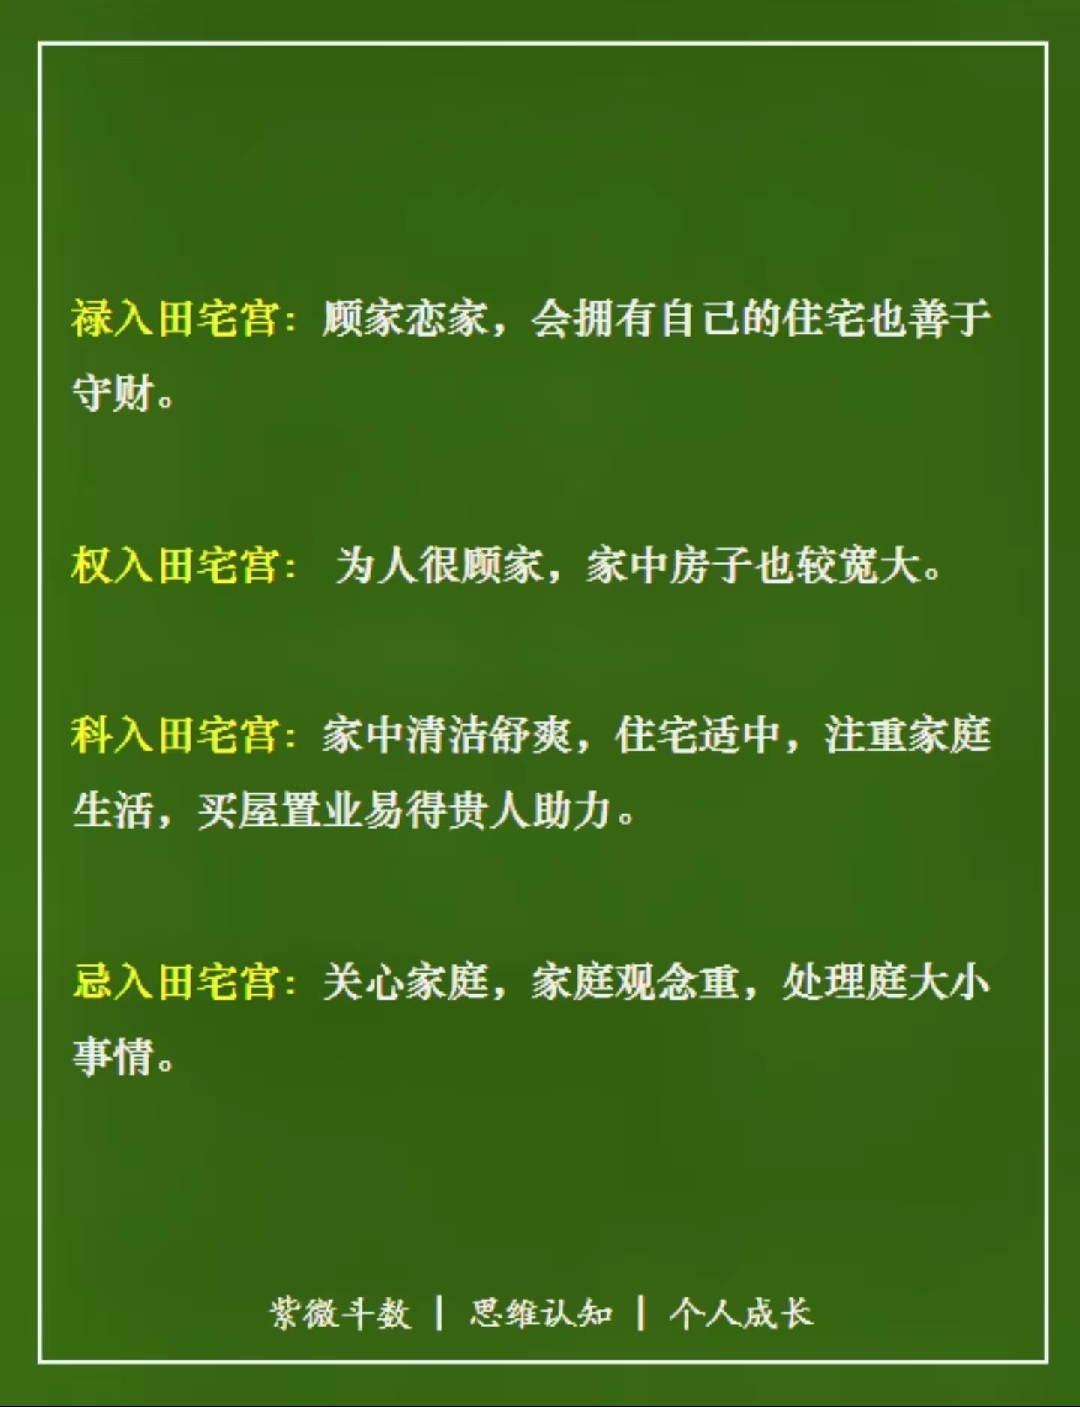 禄入田宅宫：顾家恋家，会拥有自己的住宅也善于
守财。
权入田宅宫： 为人很顾家，家中房子也较宽大。
科入田宅宫：家中清洁舒爽，住宅适中，注重家庭
生活，买屋置业易得贵人助力。
忌入田宅宫：关心家庭，家庭观念重，处理庭大小
事情。
紫微斗数 | 思维认知 | 个人成长